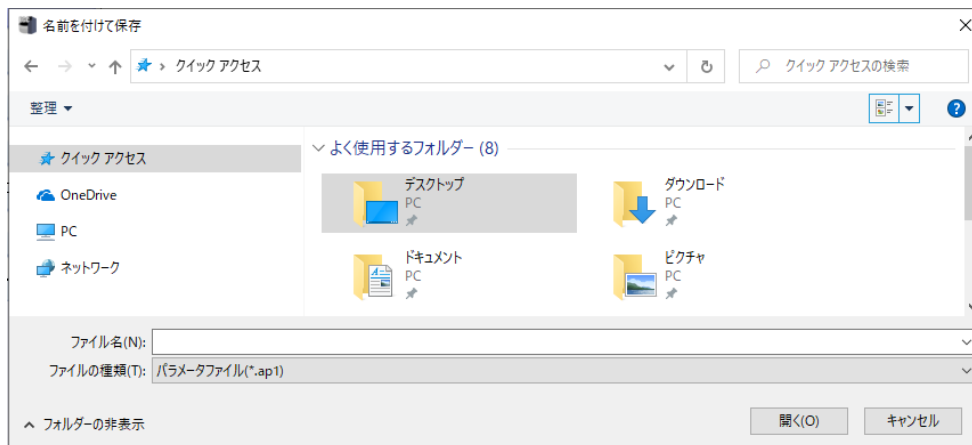 名前を付けて保存
クイック アクセス
クイック アクセスの検索
整理
クイック アクセス
OneDrive
PC
ネットワーク
よく使用するフォルダー (8)
デスクトップ
PC
ダウンロード
PC
ドキュメント
PC
ピクチャ
PC
ファイル名(N):
ファイルの種類(T): パラメータファイル(*.ap1)
フォルダーの非表示
開く(O)
キャンセル